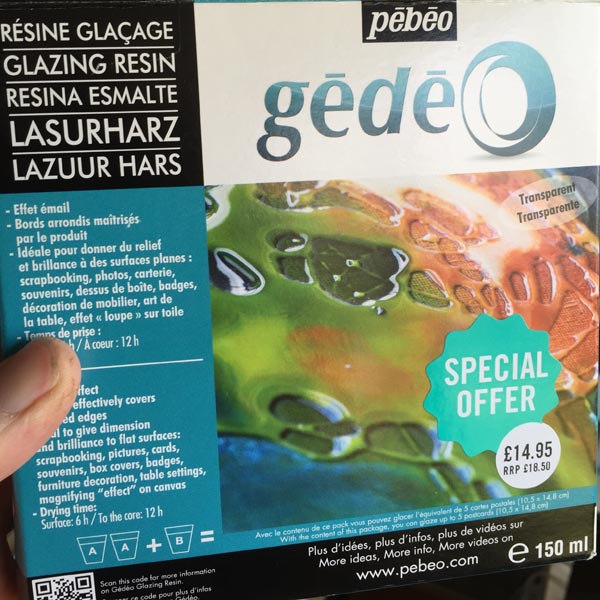 RÉSINE GLAÇAGE
GLAZING RESIN
RESINA ESMALTE
LASURHARZ
LAZUUR HARS
pēbēo
gēdēO
Transparent
Transparente
- Effet émail
- Bords arrondis maîtrisés
par le produit
- Idéale pour donner du relief
et brillance à des surfaces planes :
scrapbooking, photos, carterie,
souvenirs, dessus de boîte, badges,
décoration de mobilier, art de
la table, effet « loupe » sur toile
- Temps de prise :
h / À coeur : 12 h
effectively covers
edges
to give dimension
and brilliance to flat surfaces:
scrapbooking, pictures, cards,
souvenirs, box covers, badges,
furniture decoration, table settings,
magnifying “effect” on canvas
- Drying time:
Surface: 6 h / To the core: 12 h
A A + B =
SPECIAL
OFFER
£14.95
RRP £18.50
Avec le contenu de ce pack vous pouvez glacer l'équivalent de 5 cartes postales (10,5 x 14,8 cm)
With the content of this package, you can glaze up to 5 postcards (10,5 x 14,8 cm)
Plus d'idées, plus d'infos, plus de vidéos sur
More ideas, More info, More videos on
www.pebeo.com
e 150 ml
Scan this code for more information
on Gédéo Glazing Resin.
ce code pour plus d'infos